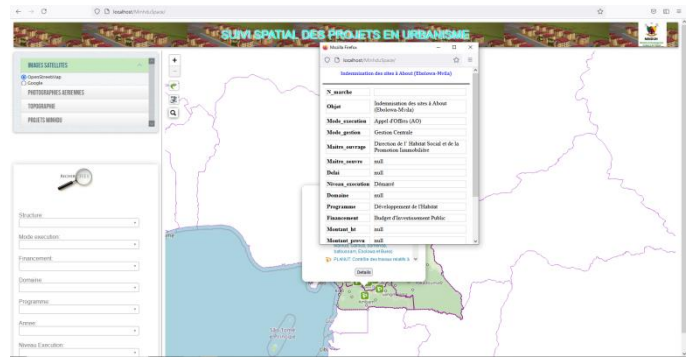 localhost/MinhduSpace/
SUIVI SPATIAL DES PROJETS EN URBANISME
IMAGES SATELLITES
OpenStreetMap
Google
PHOTOGRAPHIES AERIENNES
TOPOGRAPHIE
PROJETS MINHDU
Structure:
Mode execution:
Financement:
Domaine:
Programme
Annee:
Niveau Execution:
Mozilla Firefox
localhost/MinhduSpace/
Indemnisation des sites à About (Ebolowa-Mvila)
N_marche
Objet Indemnisation des sites à About (Ebolowa-Mvila)
Mode_execution Appel d'Offres (AO)
Mode_gestion Gestion Centrale
Maitre_ouvrage Direction de l' Habitat Social et de la Promotion Immobilière
Maitre_oeuvre null
Delai null
Niveau_execution Démarré
Domaine null
Programme Développement de l'Habitat
Financement Budget d'Investissement Public
Montant_ht null
Montant_prevu null
Details